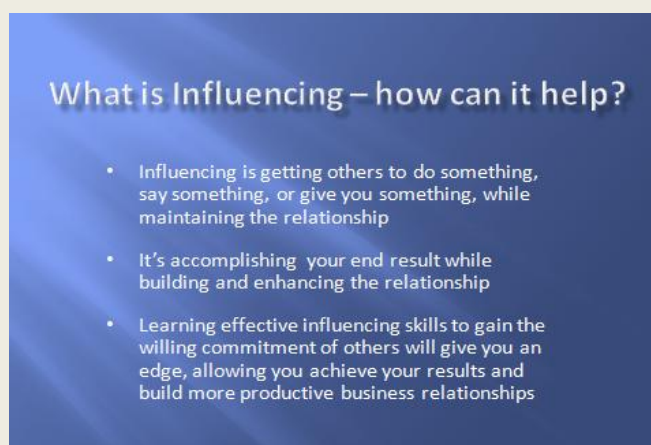 What is Influencing – how can it help?
• Influencing is getting others to do something,
say something, or give you something, while
maintaining the relationship
• It’s accomplishing your end result while
building and enhancing the relationship
• Learning effective influencing skills to gain the
willing commitment of others will give you an
edge, allowing you achieve your results and
build more productive business relationships